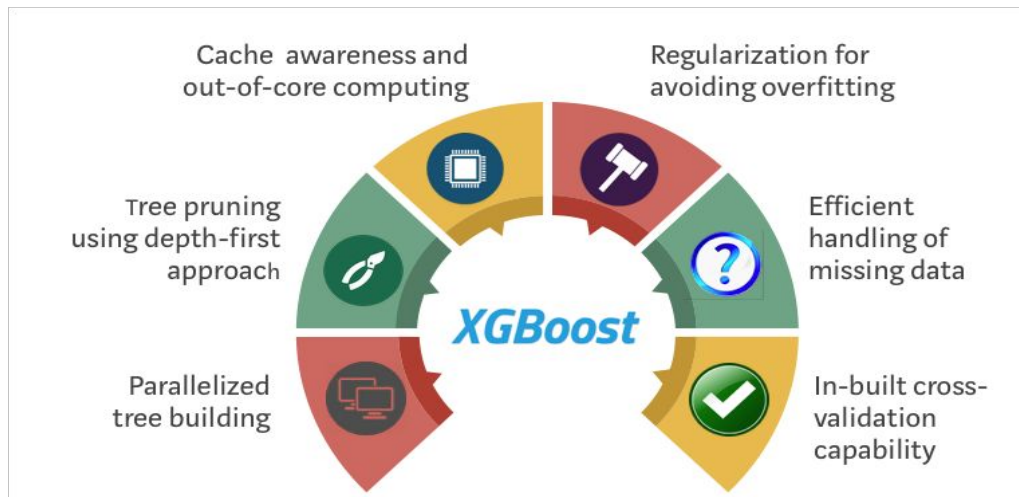 Cache awareness and
out-of-core computing
Regularization for
avoiding overfitting
Tree pruning
using depth-first
approach
Efficient
handling of
missing data
?
XGBoost
Parallelized
tree building
In-built cross-
validation
capability